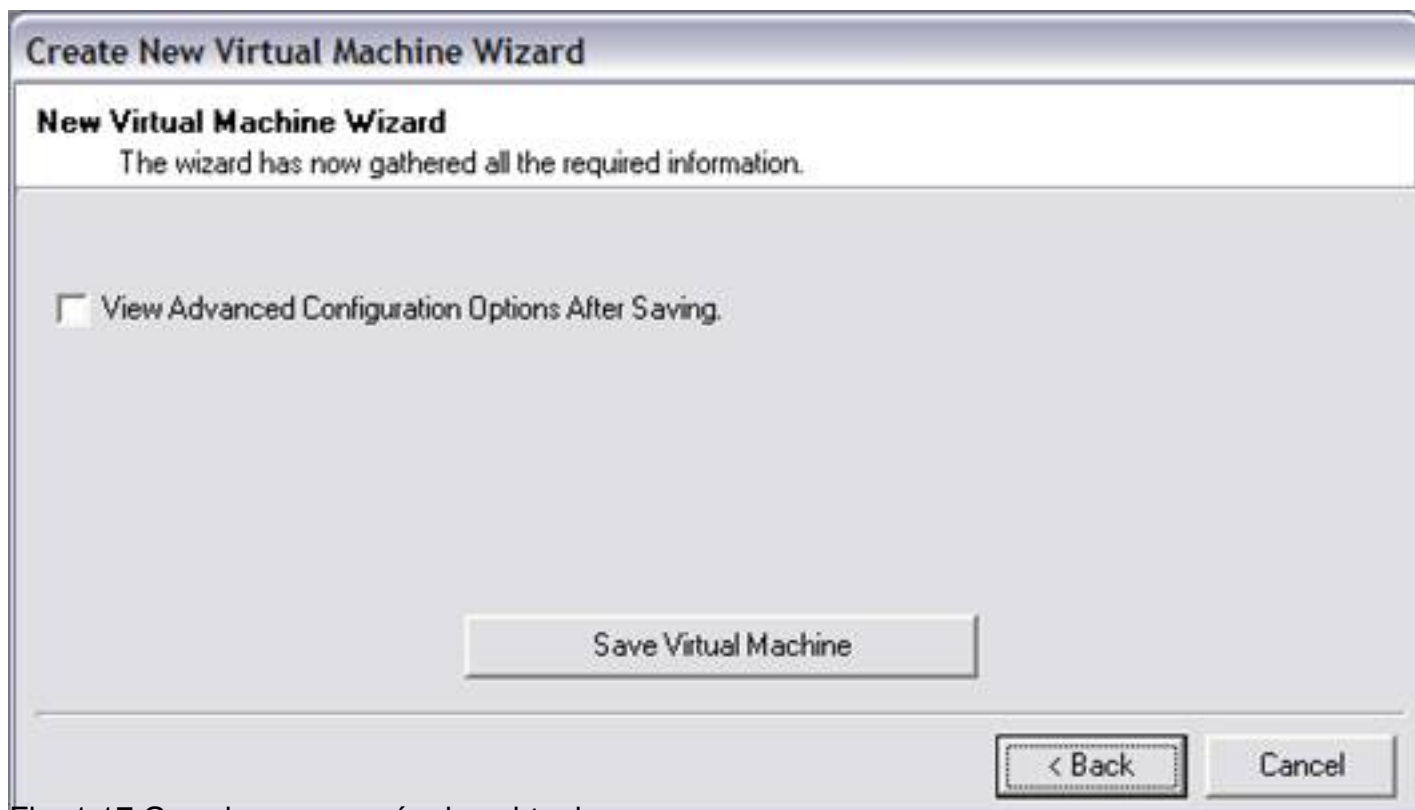 Create New Virtual Machine Wizard
New Virtual Machine Wizard
The wizard has now gathered all the required information.
View Advanced Configuration Options After Saving.
Save Virtual Machine
< Back
Cancel